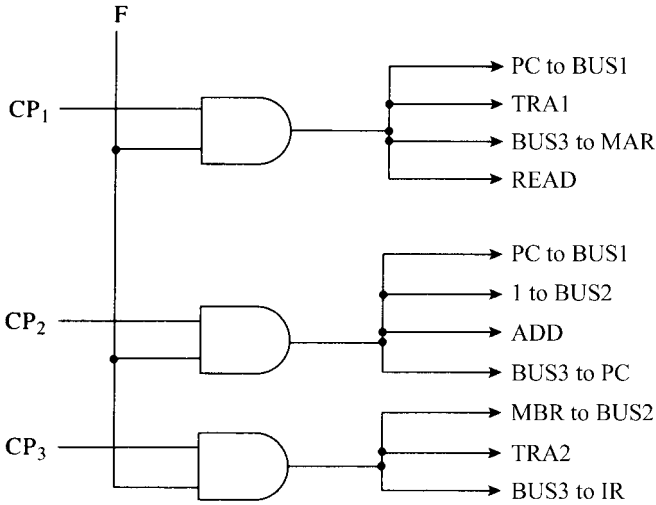 F
CP1
PC to BUS1
TRA1
BUS3 to MAR
READ
CP2
PC to BUS1
1 to BUS2
ADD
BUS3 to PC
CP3
MBR to BUS2
TRA2
BUS3 to IR